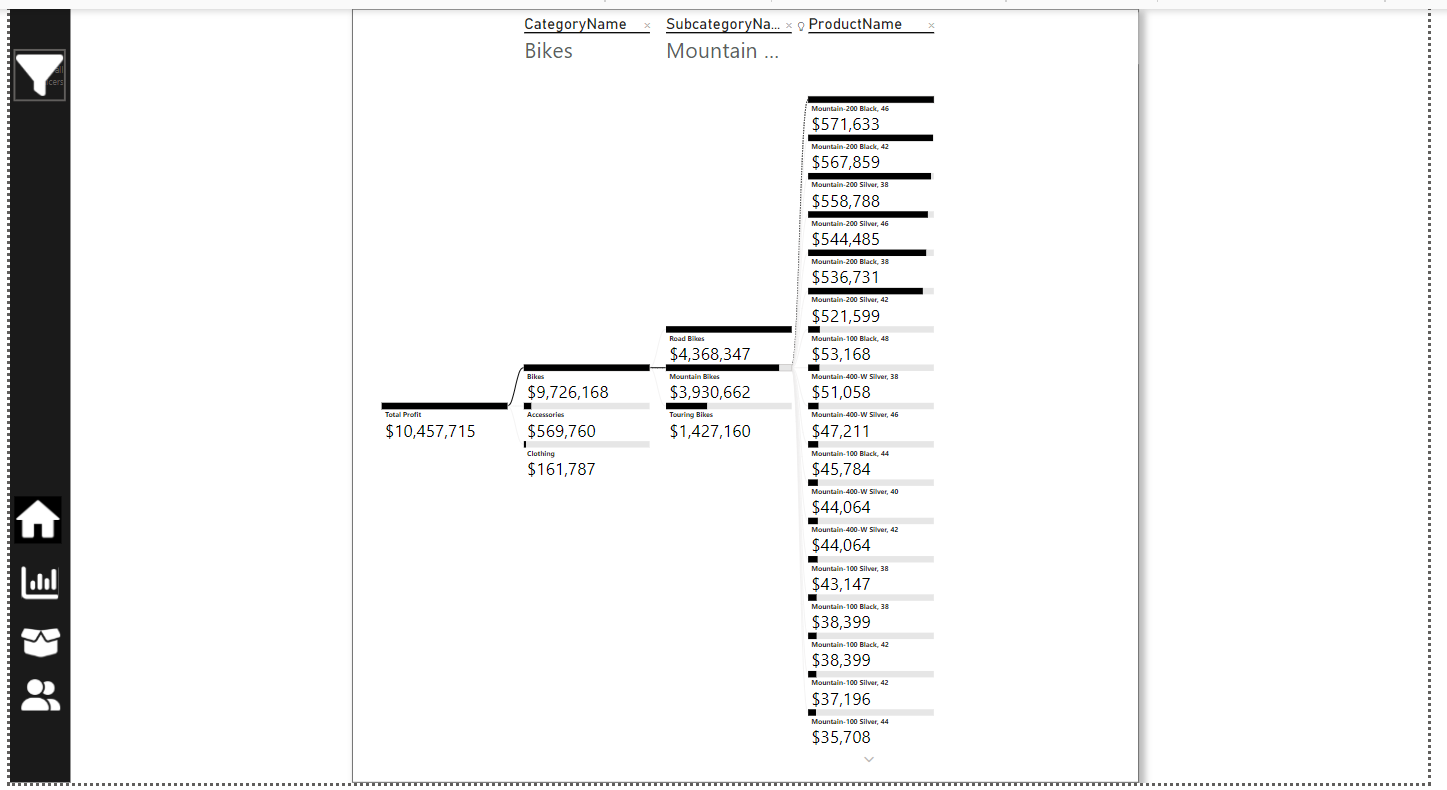 CategoryName × SubcategoryNa... × ProductName ×
Bikes Mountain ...
Total Profit
$10,457,715
Bikes
$9,726,168
Accessories
$569,760
Clothing
$161,787
Road Bikes
$4,368,347
Mountain Bikes
$3,930,662
Touring Bikes
$1,427,160
Mountain-200 Black, 46
$571,633
Mountain-200 Black, 42
$567,859
Mountain-200 Silver, 38
$558,788
Mountain-200 Silver, 46
$544,485
Mountain-200 Black, 38
$536,731
Mountain-200 Silver, 42
$521,599
Mountain-100 Black, 48
$53,168
Mountain-400-W Silver, 38
$51,058
Mountain-400-W Silver, 46
$47,211
Mountain-100 Black, 44
$45,784
Mountain-400-W Silver, 40
$44,064
Mountain-400-W Silver, 42
$44,064
Mountain-100 Silver, 38
$43,147
Mountain-100 Black, 38
$38,399
Mountain-100 Black, 42
$38,399
Mountain-100 Silver, 42
$37,196
Mountain-100 Silver, 44
$35,708